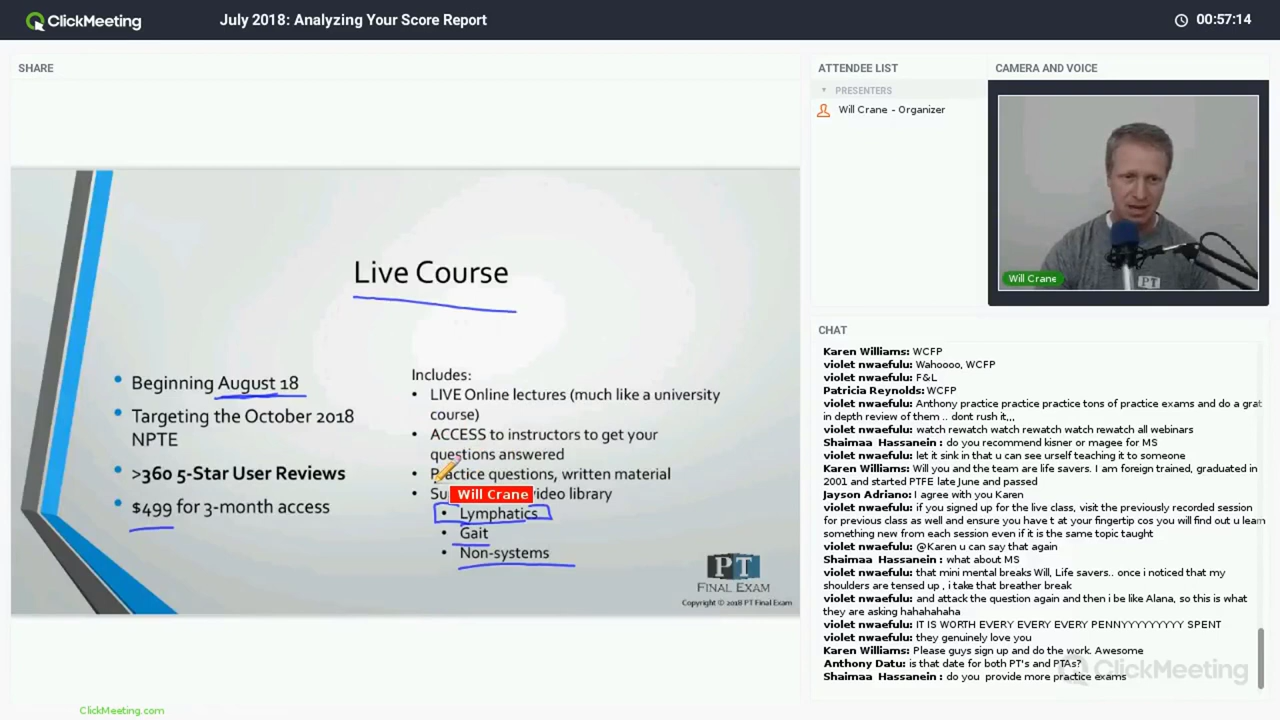 ClickMeeting
July 2018: Analyzing Your Score Report
00:57:14
SHARE
Live Course
Beginning August 18
Targeting the October 2018
NPTE
>360 5-Star User Reviews
$499 for 3-month access
Includes:
LIVE Online lectures (much like a university
course)
ACCESS to instructors to get your
questions answered
Practice questions, written material
Su Will Crane video library
Lymphatics
Gait
Non-systems
PT
FINAL EXAM
Copyright © 2018 PT Final Exam
ATTENDEE LIST
PRESENTERS
Will Crane - Organizer
CAMERA AND VOICE
PT
Will Crane
CHAT
Karen Williams: WCFP
violet nwaefulu: Wahoooo, WCFP
violet nwaefulu: F&L
Patricia Reynolds: WCFP
violet nwaefulu: Anthony practice practice practice tons of practice exams and do a grat
in depth review of them .. dont rush it,,,
violet nwaefulu: watch rewatch watch rewatch watch rewatch all webinars
Shaimaa Hassanein : do you recommend kisner or magee for MS
violet nwaefulu: let it sink in that u can see urself teaching it to someone
Karen Williams: Will you and the team are life savers. I am foreign trained, graduated in
2001 and started PTFE late June and passed
Jayson Adriano: I agree with you Karen
violet nwaefulu: if you signed up for the live class, visit the previously recorded session
for previous class as well and ensure you have t at your fingertip cos you will find out u learn
something new from each session even if it is the same topic taught
violet nwaefulu: @Karen u can say that again
Shaimaa Hassanein : what about MS
violet nwaefulu: that mini mental breaks Will, Life savers.. once i noticed that my
shoulders are tensed up , i take that breather break
violet nwaefulu: and attack the question again and then i be like Alana, so this is what
they are asking hahahahaha
violet nwaefulu: IT IS WORTH EVERY EVERY EVERY PENNYYYYYYYYY SPENT
violet nwaefulu: they genuinely love you
Karen Williams: Please guys sign up and do the work. Awesome
Anthony Datu: is that date for both PT's and PTAs?
Shaimaa Hassanein : do you provide more practice exams
ClickMeeting
ClickMeeting.com